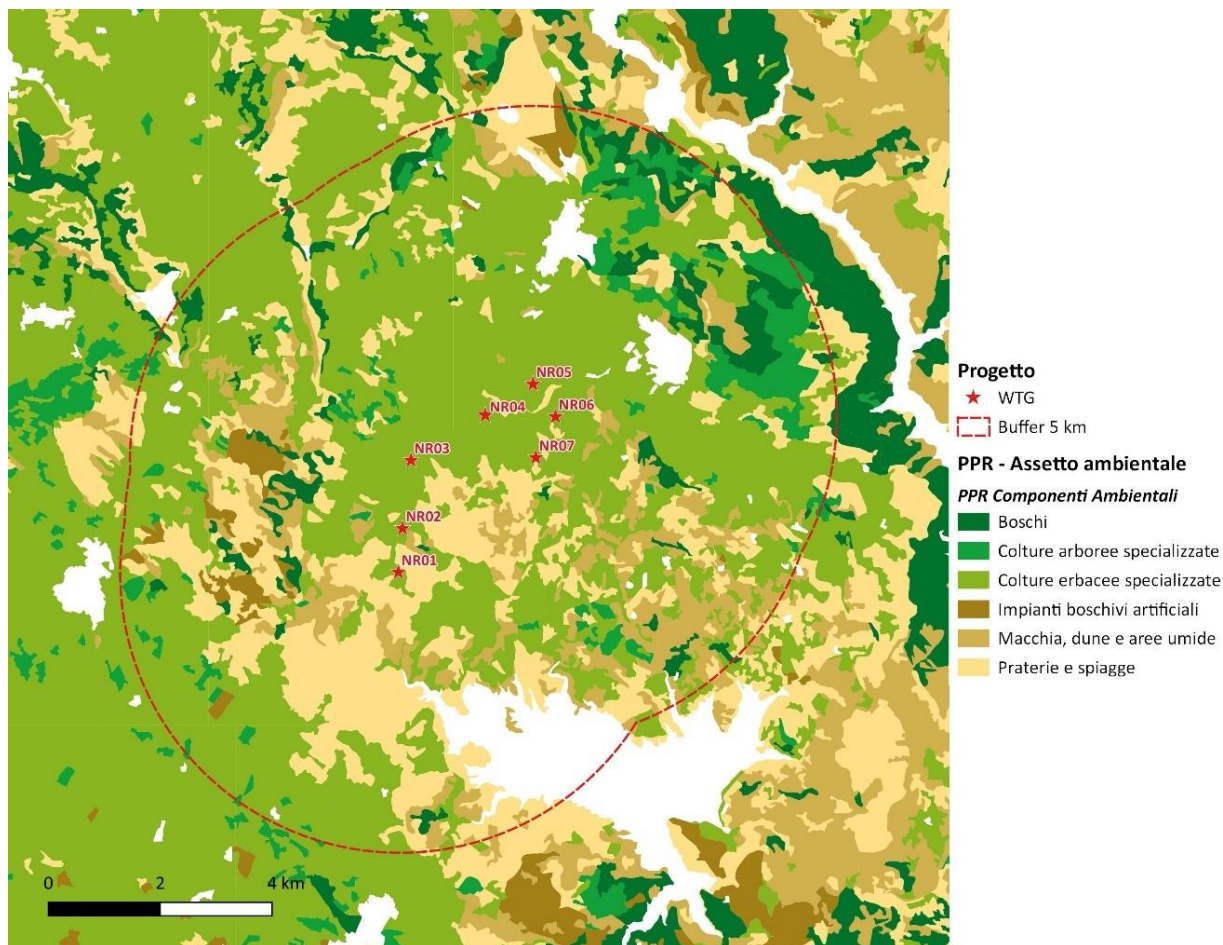 NR05
NR04
NR06
NR03
NR07
NR02
NR01
0 2 4 km
Progetto
WTG
Buffer 5 km
PPR - Assetto ambientale
PPR Componenti Ambientali
Boschi
Colture arboree specializzate
Colture erbacee specializzate
Impianti boschivi artificiali
Macchia, dune e aree umide
Praterie e spiagge